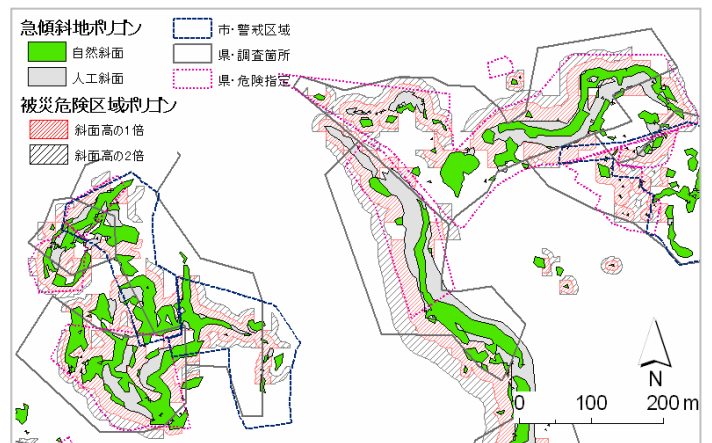 急傾斜地ポリゴン
自然斜面
人工斜面
被災危険区域ポリゴン
斜面高の1倍
斜面高の2倍
市・警戒区域
県・調査箇所
県・危険指定
N
0 100 200 m